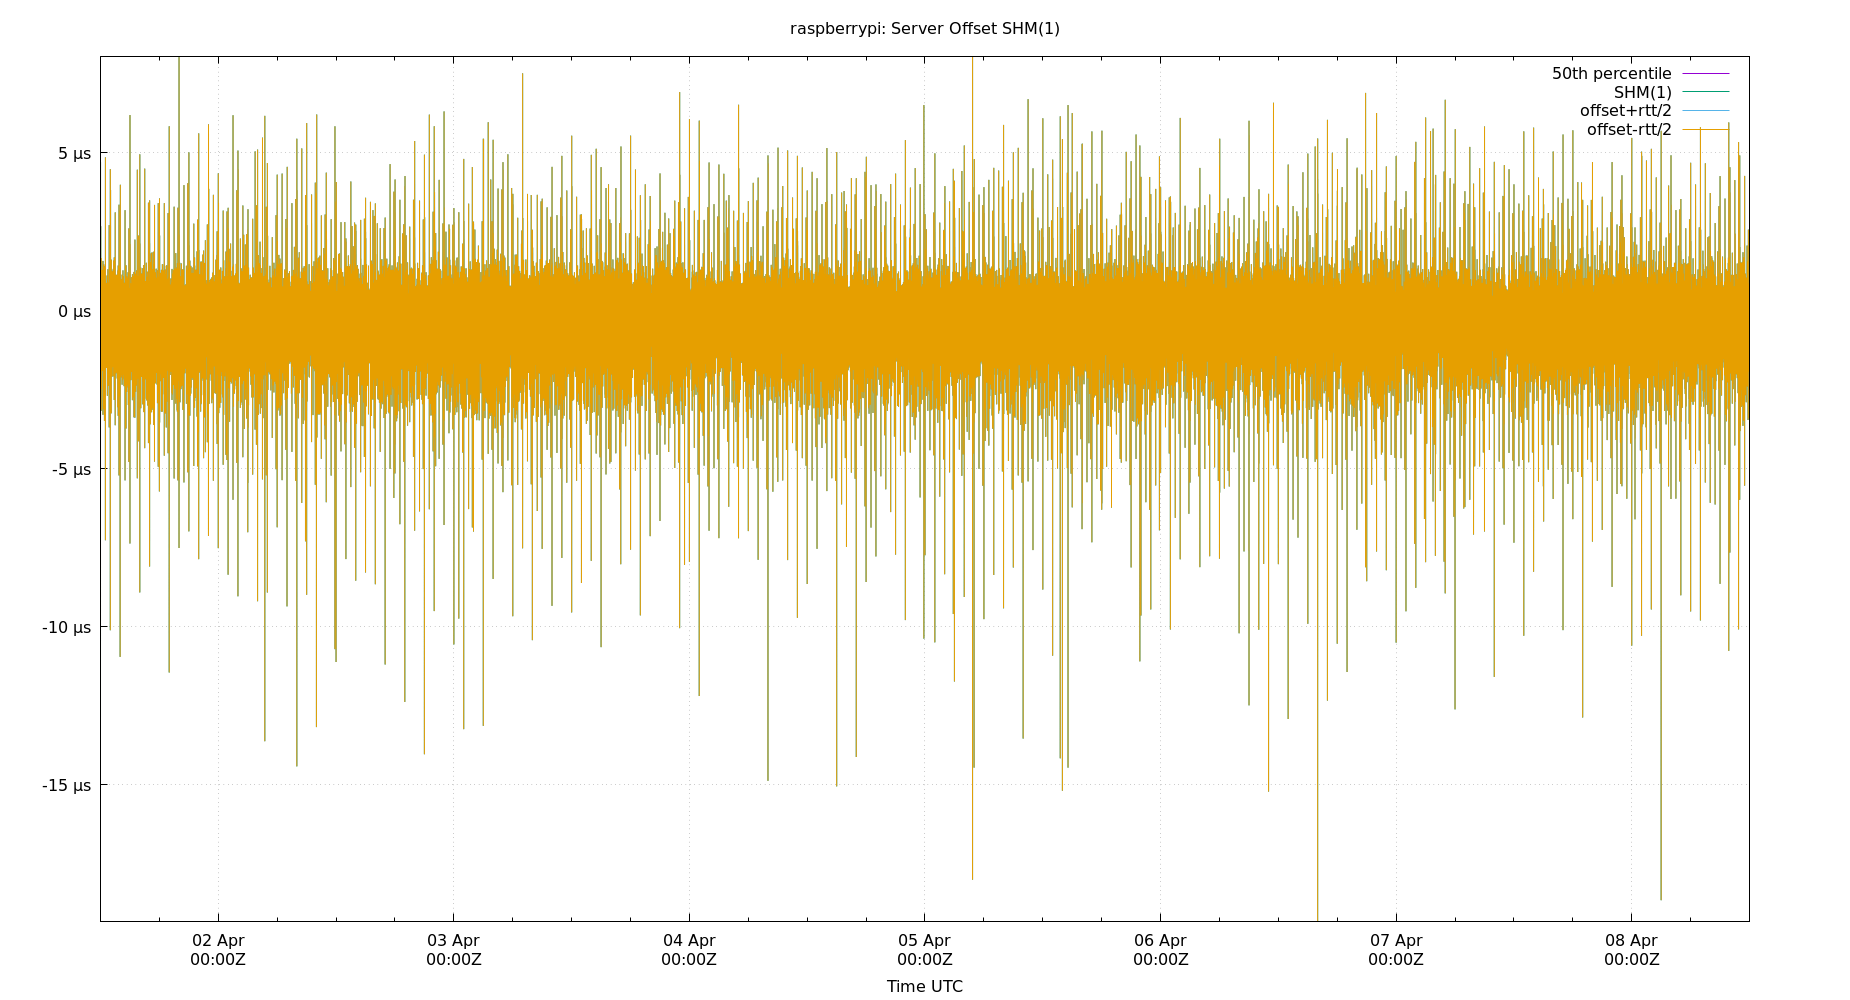 raspberrypi: Server Offset SHM(1)
50th percentile
SHM(1)
offset+rtt/2
offset-rtt/2
5 µs
0 µs
-5 µs
-10 µs
-15 µs
02 Apr 03 Apr 04 Apr 05 Apr 06 Apr 07 Apr 08 Apr
00:00Z 00:00Z 00:00Z 00:00Z 00:00Z 00:00Z 00:00Z
Time UTC